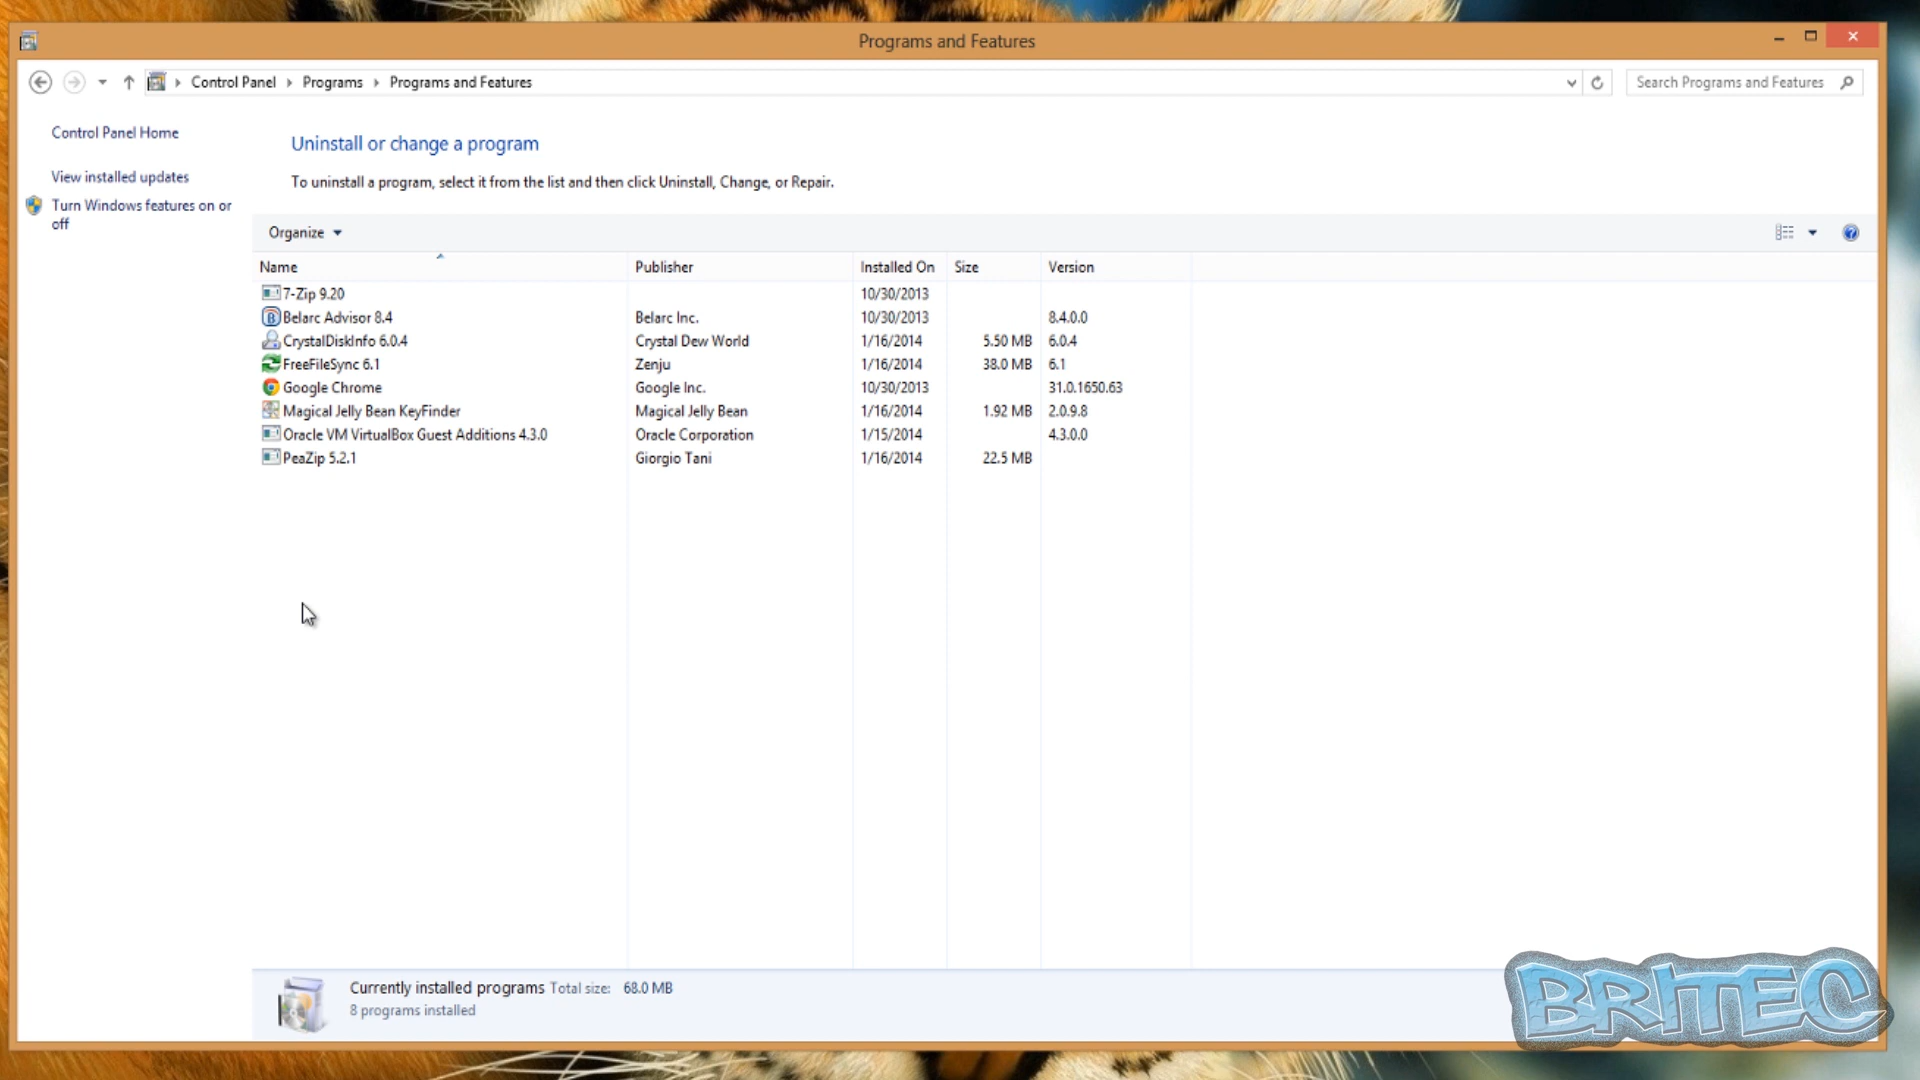 Programs and Features
Control Panel Programs Programs and Features
Search Programs and Features
Control Panel Home
View installed updates
Turn Windows features on or
off
Uninstall or change a program
To uninstall a program, select it from the list and then click Uninstall, Change, or Repair.
Organize
Name Publisher Installed On Size Version
7-Zip 9.20 10/30/2013
Belarc Advisor 8.4 Belarc Inc. 10/30/2013 8.4.0.0
CrystalDiskInfo 6.0.4 Crystal Dew World 1/16/2014 5.50 MB 6.0.4
FreeFileSync 6.1 Zenju 1/16/2014 38.0 MB 6.1
Google Chrome Google Inc. 10/30/2013 31.0.1650.63
Magical Jelly Bean KeyFinder Magical Jelly Bean 1/16/2014 1.92 MB 2.0.9.8
Oracle VM VirtualBox Guest Additions 4.3.0 Oracle Corporation 1/15/2014 4.3.0.0
PeaZip 5.2.1 Giorgio Tani 1/16/2014 22.5 MB
Currently installed programs Total size: 68.0 MB
8 programs installed
BRITEC